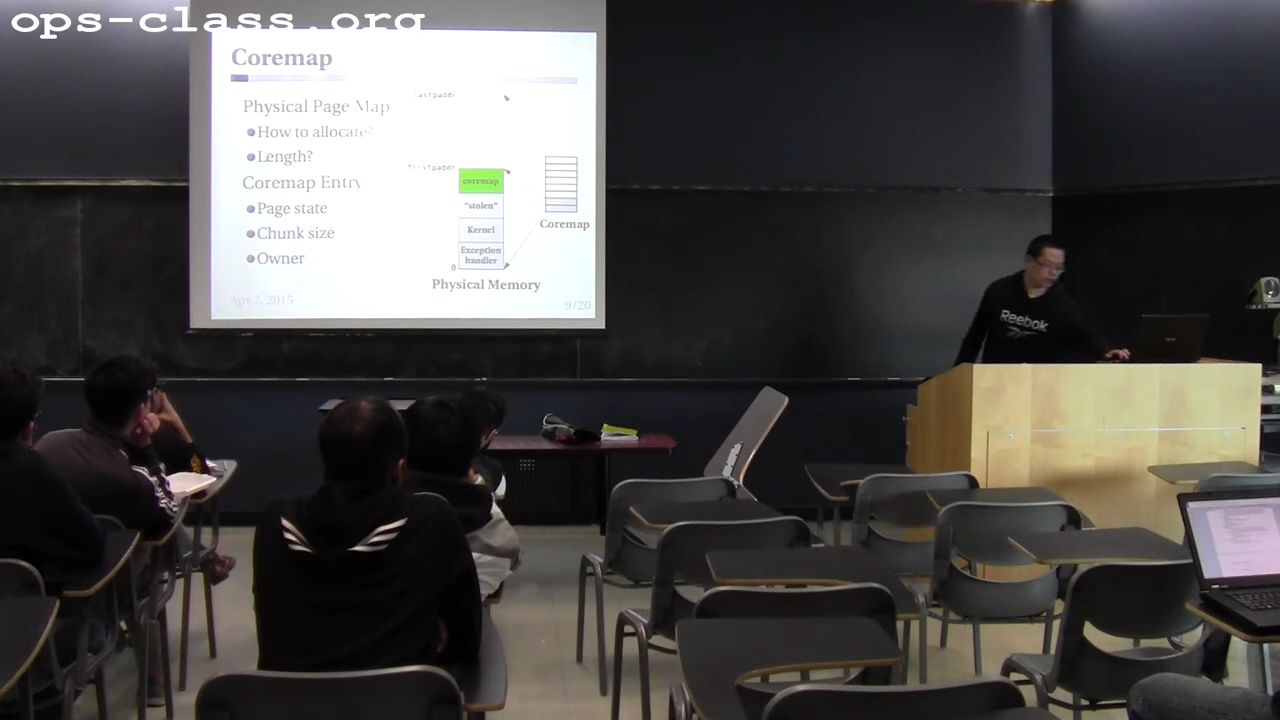 ops-class.org
Coremap
Physical Page Map
How to allocate?
Length?
Coremap Entry
Page state
Chunk size
Owner
lastpaddr
firstpaddr
coremap
"stolen"
Kernel
Exception
handler
0
Coremap
Physical Memory
Apr 7, 2015
9/20
Reebok